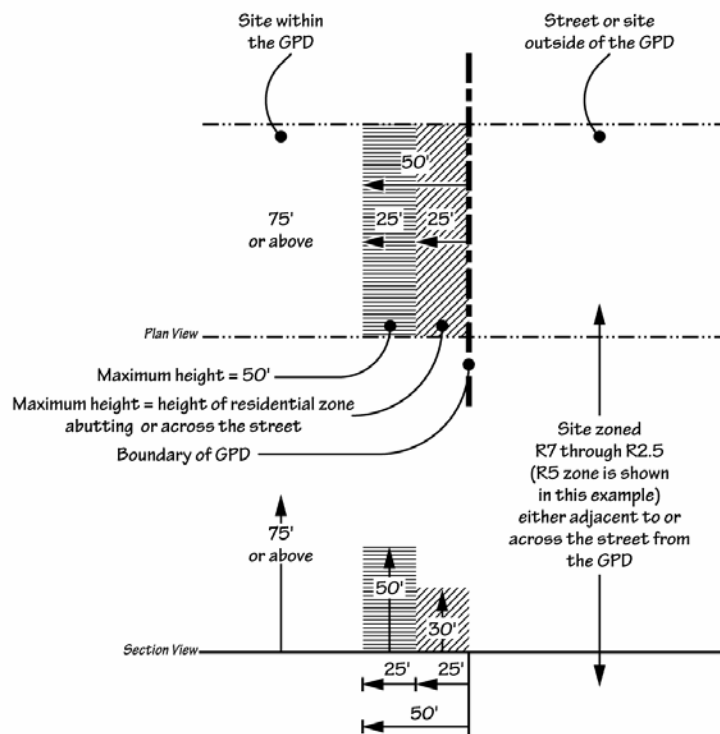 Site within
the GPD
Street or site
outside of the GPD
50'
75'
or above
25'
25'
Plan View
Maximum height = 50'
Maximum height = height of residential zone
abutting or across the street
Boundary of GPD
Site zoned
R7 through R2.5
(R5 zone is shown
in this example)
either adjacent to or
across the street from
the GPD
75'
or above
50'
30'
Section View
25'
25'
50'